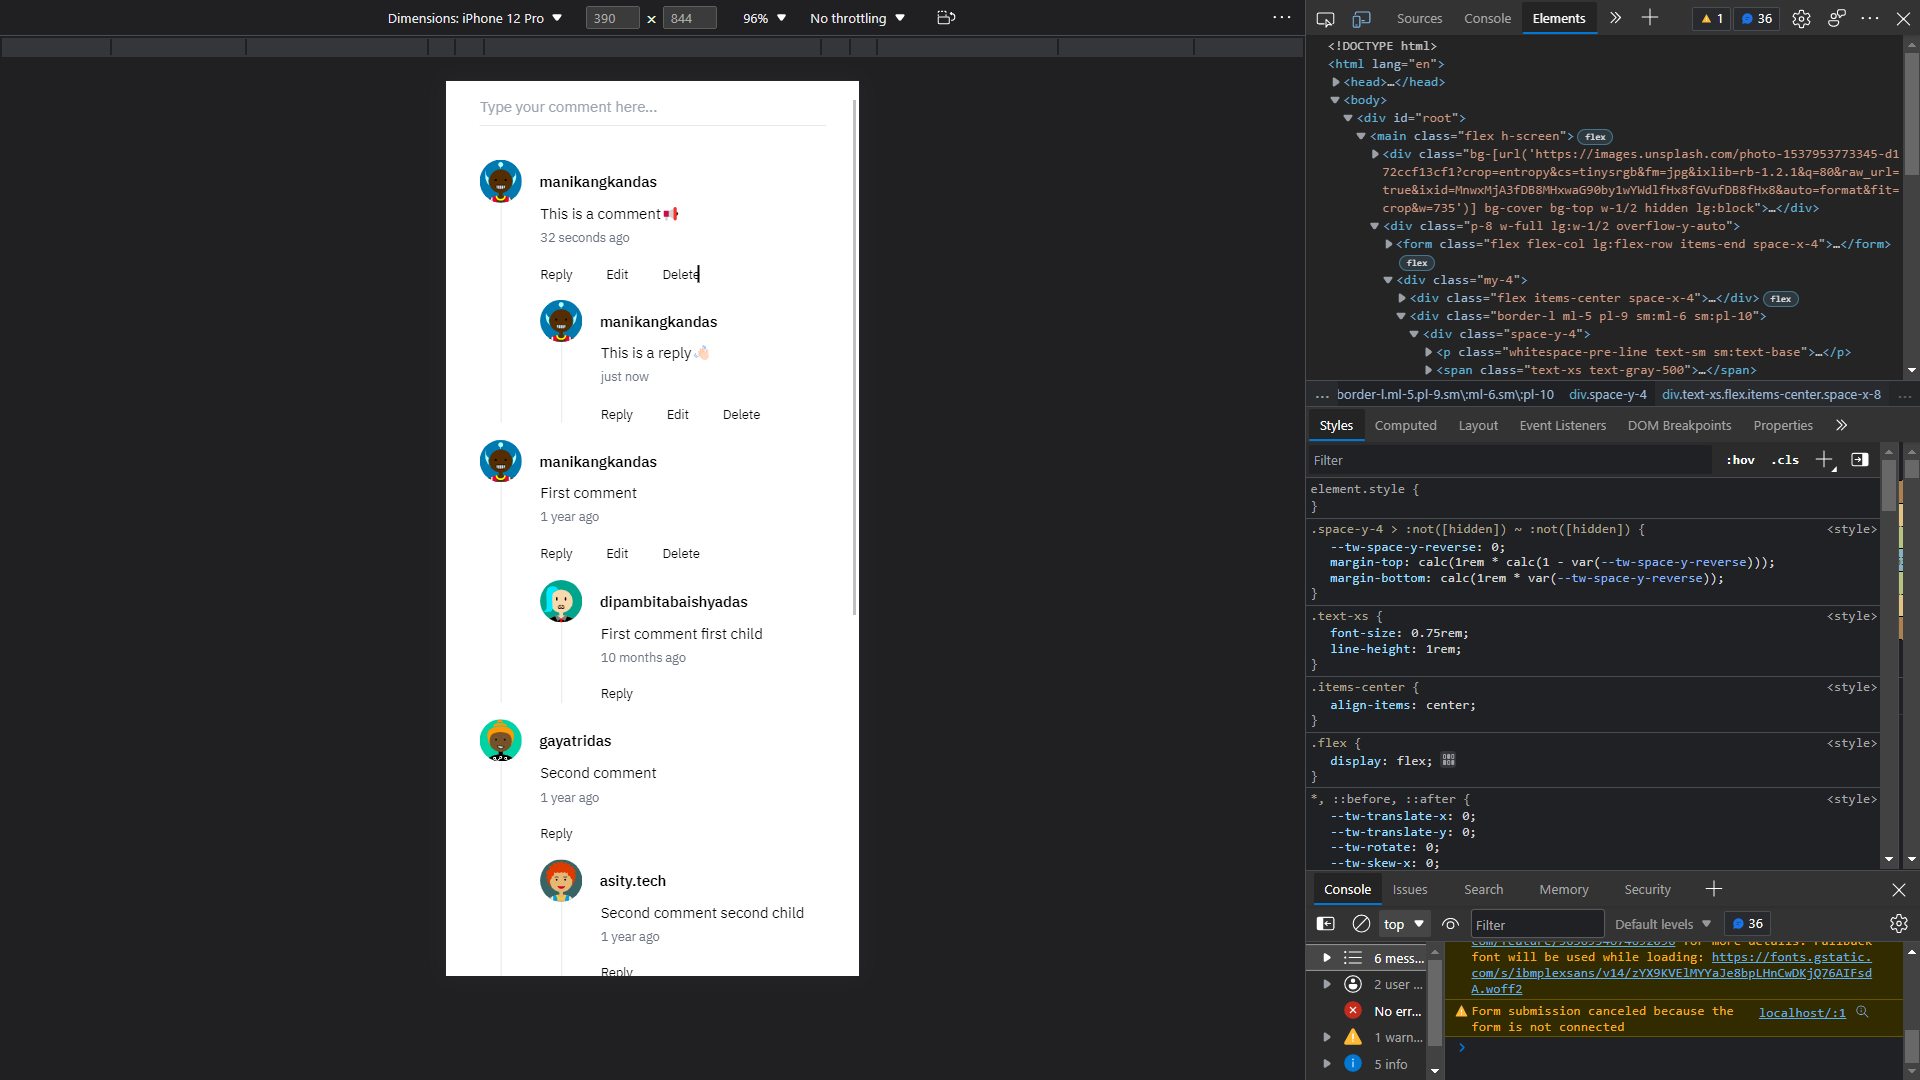 Dimensions: iPhone 12 Pro 390 x 844 96% No throttling
Type your comment here...
manikangkandas
This is a comment
32 seconds ago
Reply Edit Delete
manikangkandas
This is a reply
just now
Reply Edit Delete
manikangkandas
First comment
1 year ago
Reply Edit Delete
dipambitabaishyadas
First comment first child
10 months ago
Reply
gayatridas
Second comment
1 year ago
Reply
asity.tech
Second comment second child
1 year ago
Reply
Sources Console Elements 1 36
<!DOCTYPE html>
<html lang="en">
<head>…</head>
<body>
<div id="root">
<main class="flex h-screen"> flex
<div class="bg-[url('https://images.unsplash.com/photo-1537953773345-d1
72ccf13cf1?crop=entropy&cs=tinysrgb&fm=jpg&ixlib=rb-1.2.1&q=80&raw_url=
true&ixid=MnwxMjA3fDB8MHxwaG90by1wYWdlfHx8fGVufDB8fHx8&auto=format&fit=
crop&w=735')] bg-cover bg-top w-1/2 hidden lg:block">…</div>
<div class="p-8 w-full lg:w-1/2 overflow-y-auto">
<form class="flex flex-col lg:flex-row items-end space-x-4">…</form>
flex
<div class="my-4">
<div class="flex items-center space-x-4">…</div> flex
<div class="border-l ml-5 pl-9 sm:ml-6 sm:pl-10">
<div class="space-y-4">
<p class="whitespace-pre-line text-sm sm:text-base">…</p>
<span class="text-xs text-gray-500">…</span>
… border-l.ml-5.pl-9.sm\:ml-6.sm\:pl-10 div.space-y-4 div.text-xs.flex.items-center.space-x-8 …
Styles Computed Layout Event Listeners DOM Breakpoints Properties
Filter :hov .cls
element.style {
}
.space-y-4 > :not([hidden]) ~ :not([hidden]) { <style>
--tw-space-y-reverse: 0;
margin-top: calc(1rem * calc(1 - var(--tw-space-y-reverse)));
margin-bottom: calc(1rem * var(--tw-space-y-reverse));
}
.text-xs { <style>
font-size: 0.75rem;
line-height: 1rem;
}
.items-center { <style>
align-items: center;
}
.flex { <style>
display: flex;
}
*, ::before, ::after { <style>
--tw-translate-x: 0;
--tw-translate-y: 0;
--tw-rotate: 0;
--tw-skew-x: 0;
Console Issues Search Memory Security
top Filter Default levels 36
6 mess…
2 user …
No err…
1 warn…
5 info
font will be used while loading: https://fonts.gstatic.
com/s/ibmplexsans/v14/zYX9KVElMYYaJe8bpLHnCwDKjQ76AIFsd
A.woff2
Form submission canceled because the localhost/:1
form is not connected